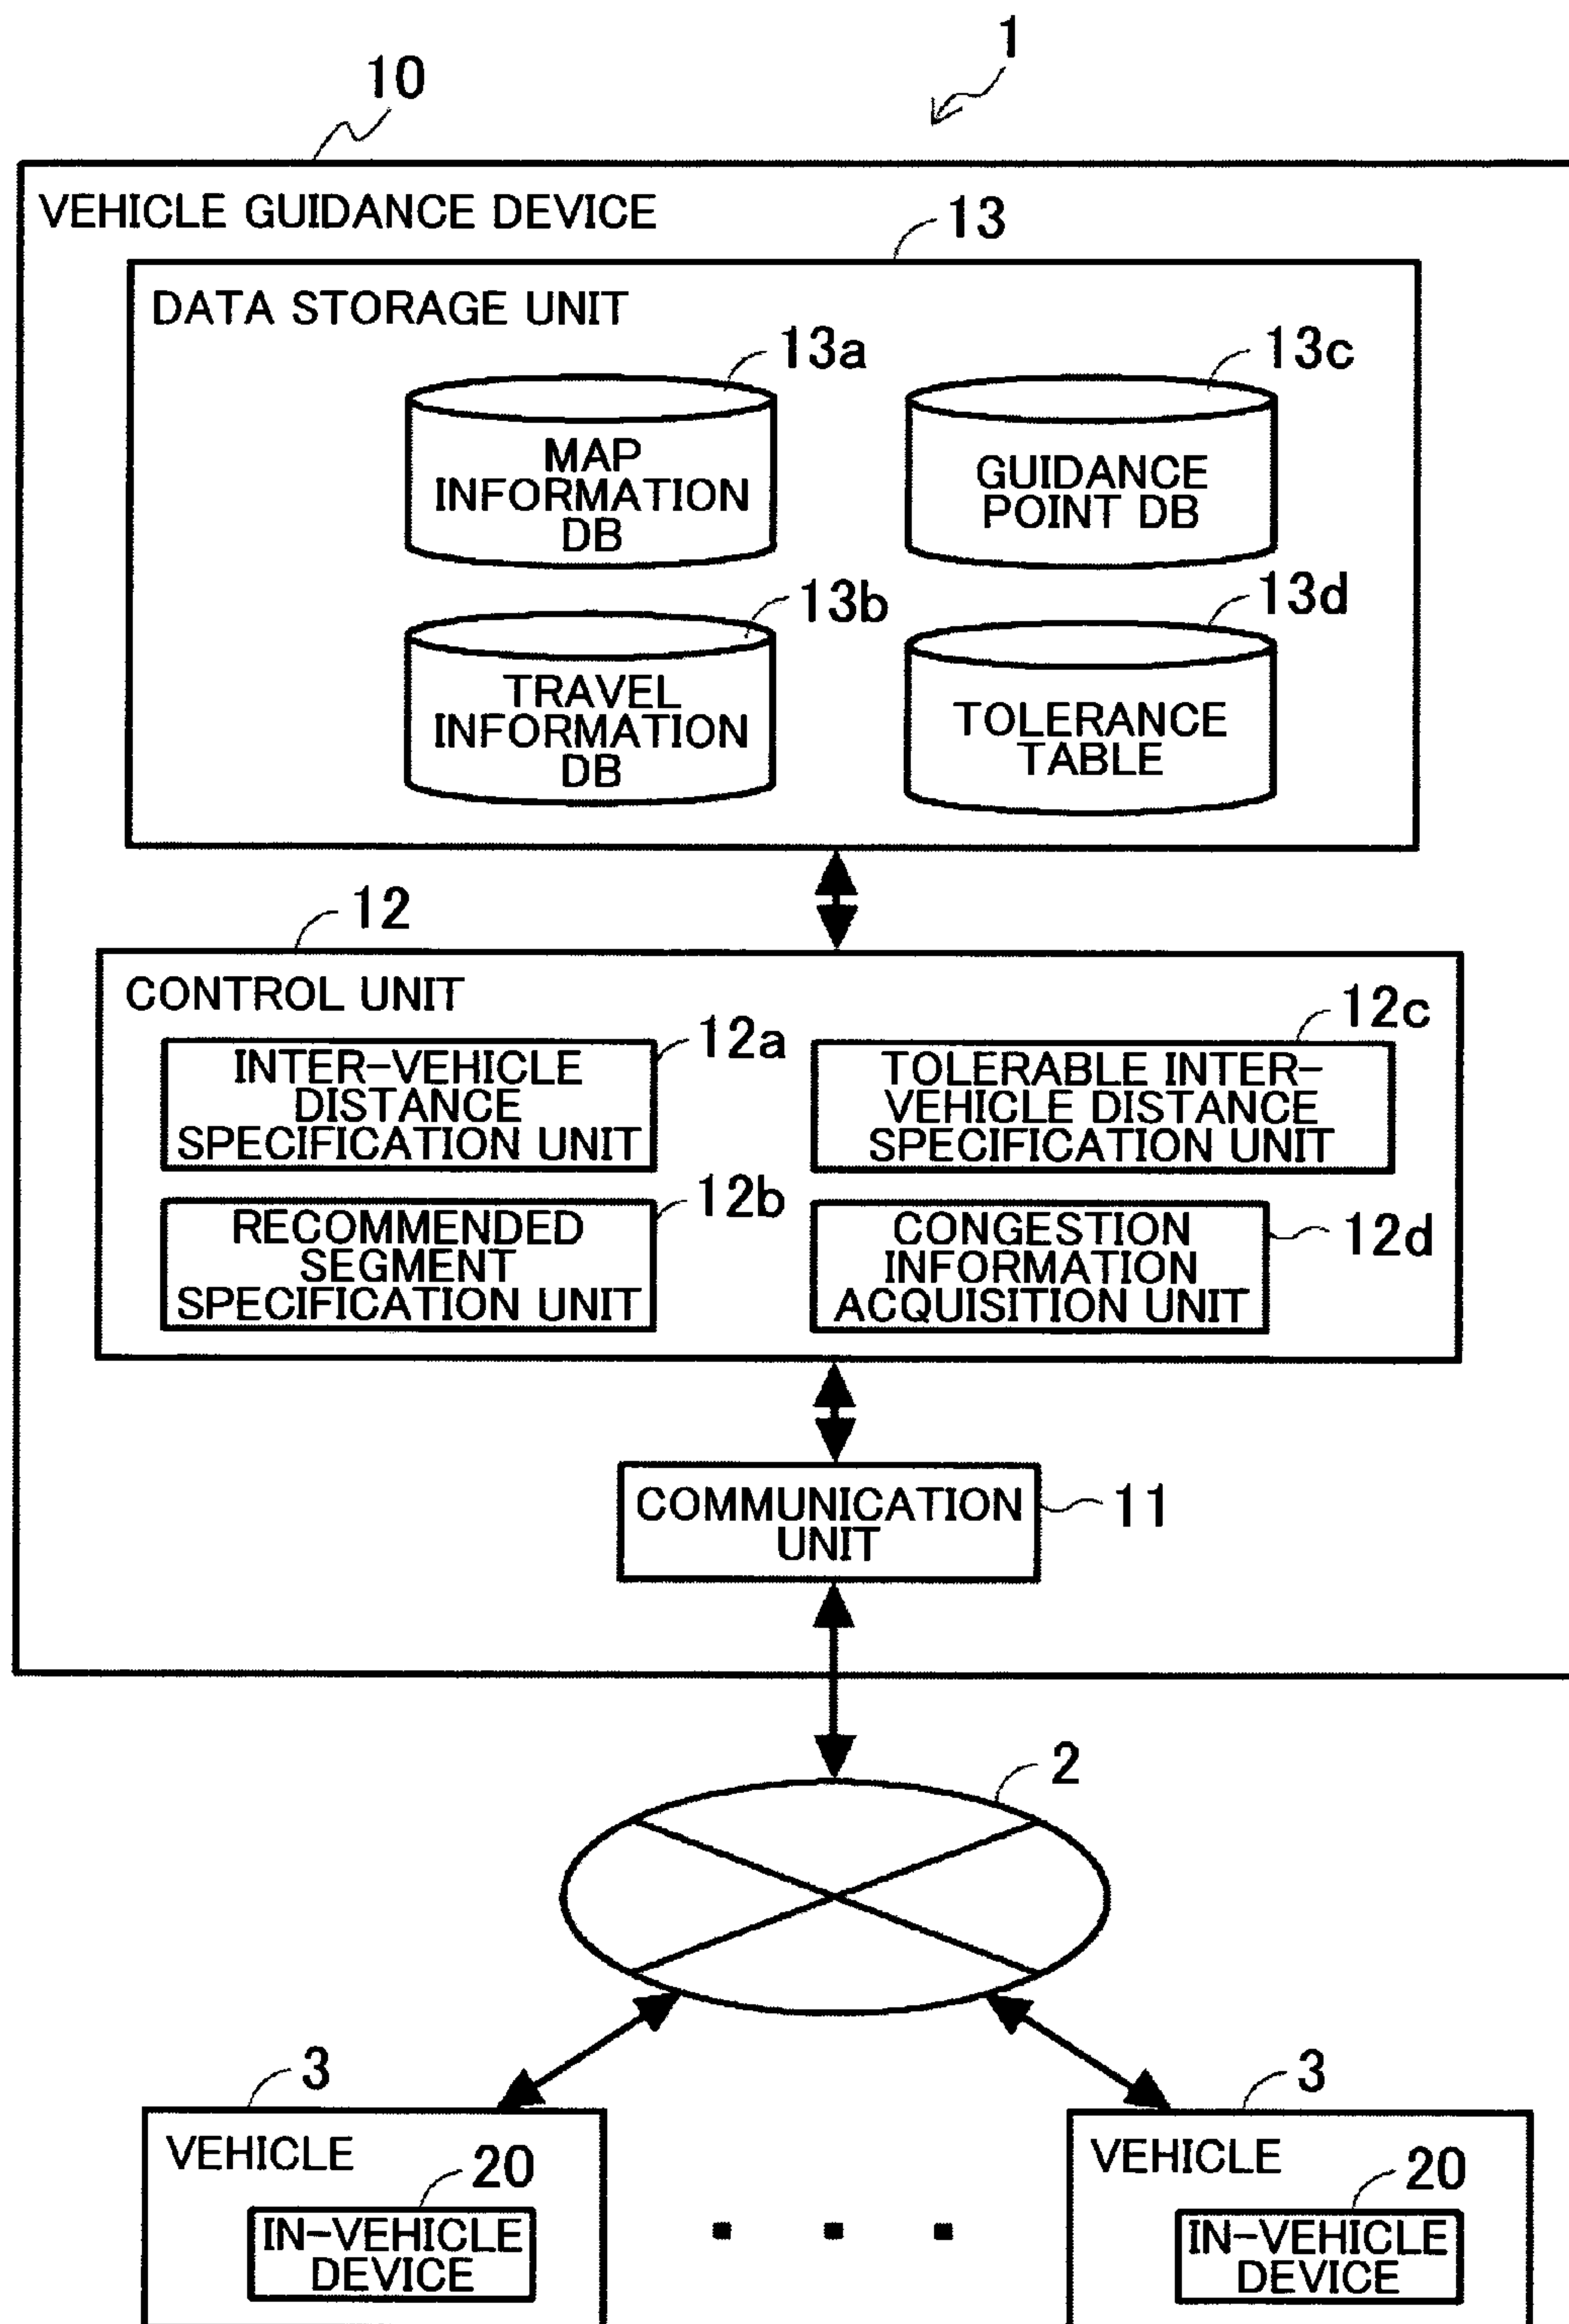 1
10
VEHICLE GUIDANCE DEVICE
13
DATA STORAGE UNIT
13a
MAP
INFORMATION
DB
13c
GUIDANCE
POINT DB
13b
TRAVEL
INFORMATION
DB
13d
TOLERANCE
TABLE
12
CONTROL UNIT
12a
INTER-VEHICLE
DISTANCE
SPECIFICATION UNIT
12c
TOLERABLE INTER-
VEHICLE DISTANCE
SPECIFICATION UNIT
12b
RECOMMENDED
SEGMENT
SPECIFICATION UNIT
12d
CONGESTION
INFORMATION
ACQUISITION UNIT
COMMUNICATION
UNIT
11
2
3
VEHICLE
20
IN-VEHICLE
DEVICE
3
VEHICLE
20
IN-VEHICLE
DEVICE